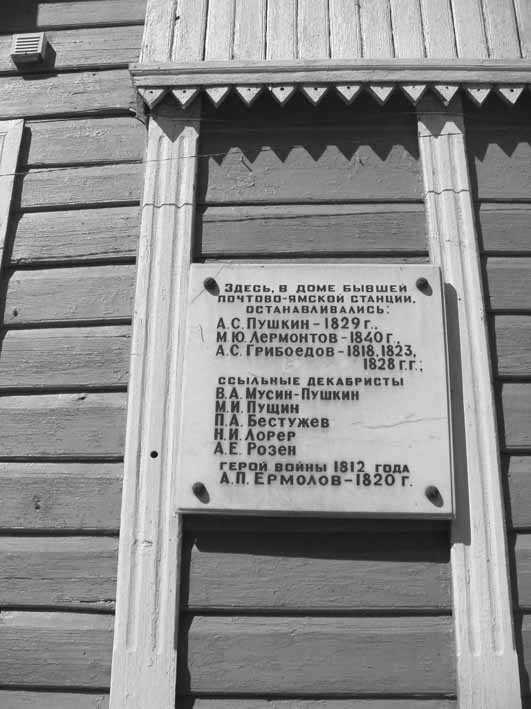 Здесь, в доме бывшей
почтово-ямской станции,
останавливались:
А.С.Пушкин-1829 г.,
М.Ю.Лермонтов-1840 г.;
А.С.Грибоедов-1818,1823,
1828 г.г.;
ссыльные декабристы
В.А.Мусин-Пушкин
М.И.Пущин
П.А.Бестужев
Н.И.Лорер
А.Е.Розен
герой войны 1812 года
А.П.Ермолов-1820 г.